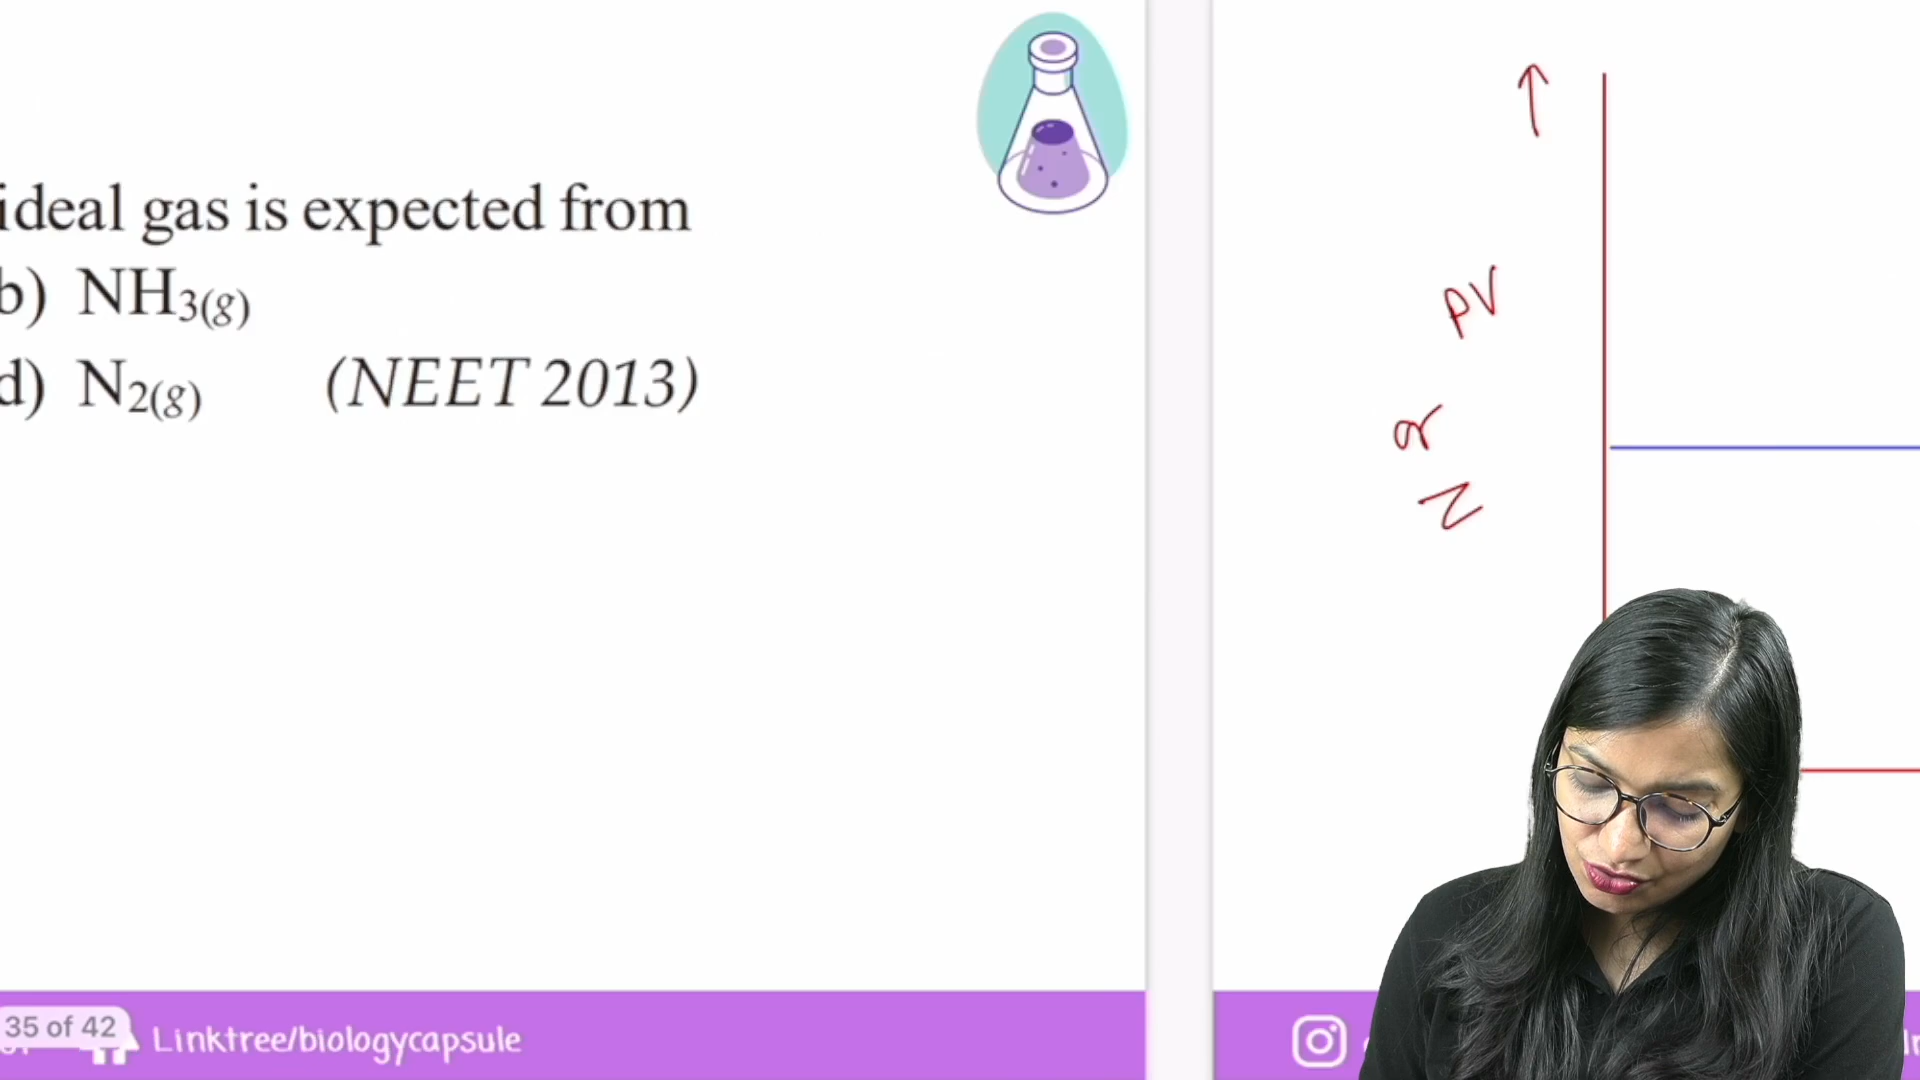 ideal gas is expected from
b) NH3(g)
d) N2(g) (NEET 2013)
PV
or
Z
35 of 42
Linktree/biologycapsule